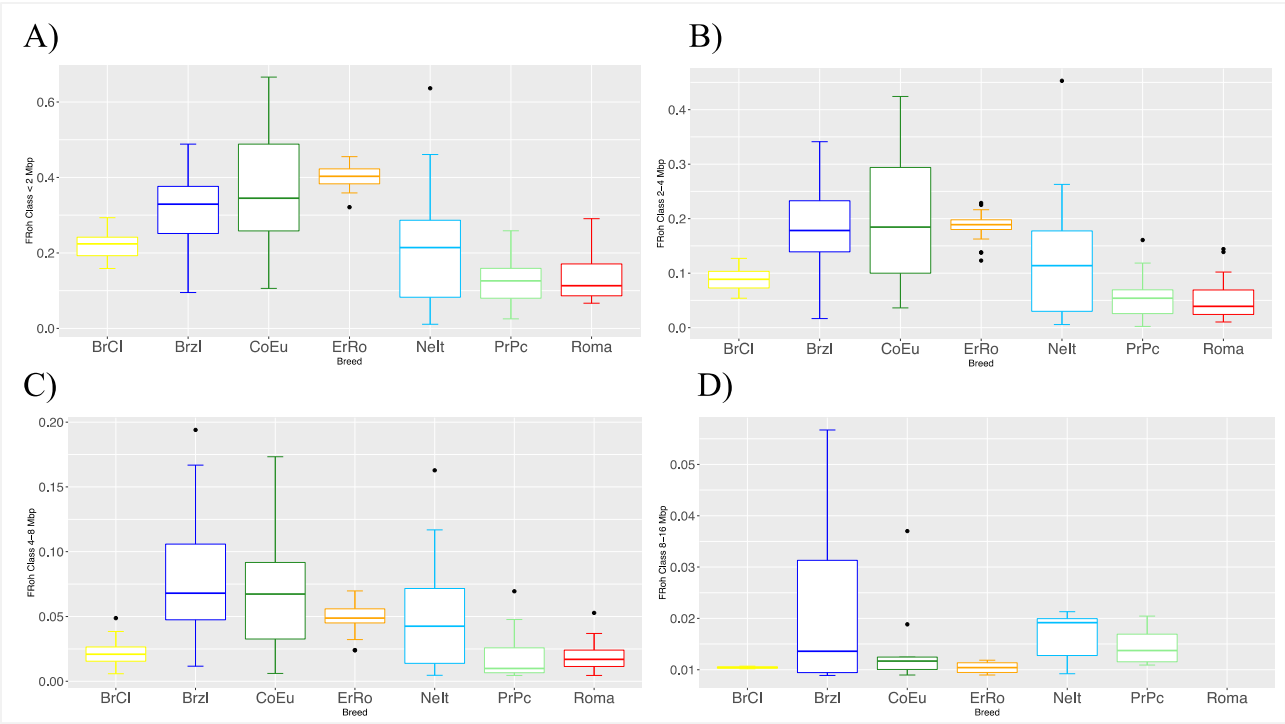 A)
FRoh Class < 2 Mbp
0.6
0.4
0.2
0.0
BrCI BrzI CoEu ErRo NeIt PrPc Roma
Breed
B)
FRoh Class 2-4 Mbp
0.4
0.3
0.2
0.1
0.0
BrCI BrzI CoEu ErRo NeIt PrPc Roma
Breed
C)
FRoh Class 4-8 Mbp
0.20
0.15
0.10
0.05
0.00
BrCI BrzI CoEu ErRo NeIt PrPc Roma
Breed
D)
FRoh Class 8-16 Mbp
0.05
0.04
0.03
0.02
0.01
BrCI BrzI CoEu ErRo NeIt PrPc Roma
Breed